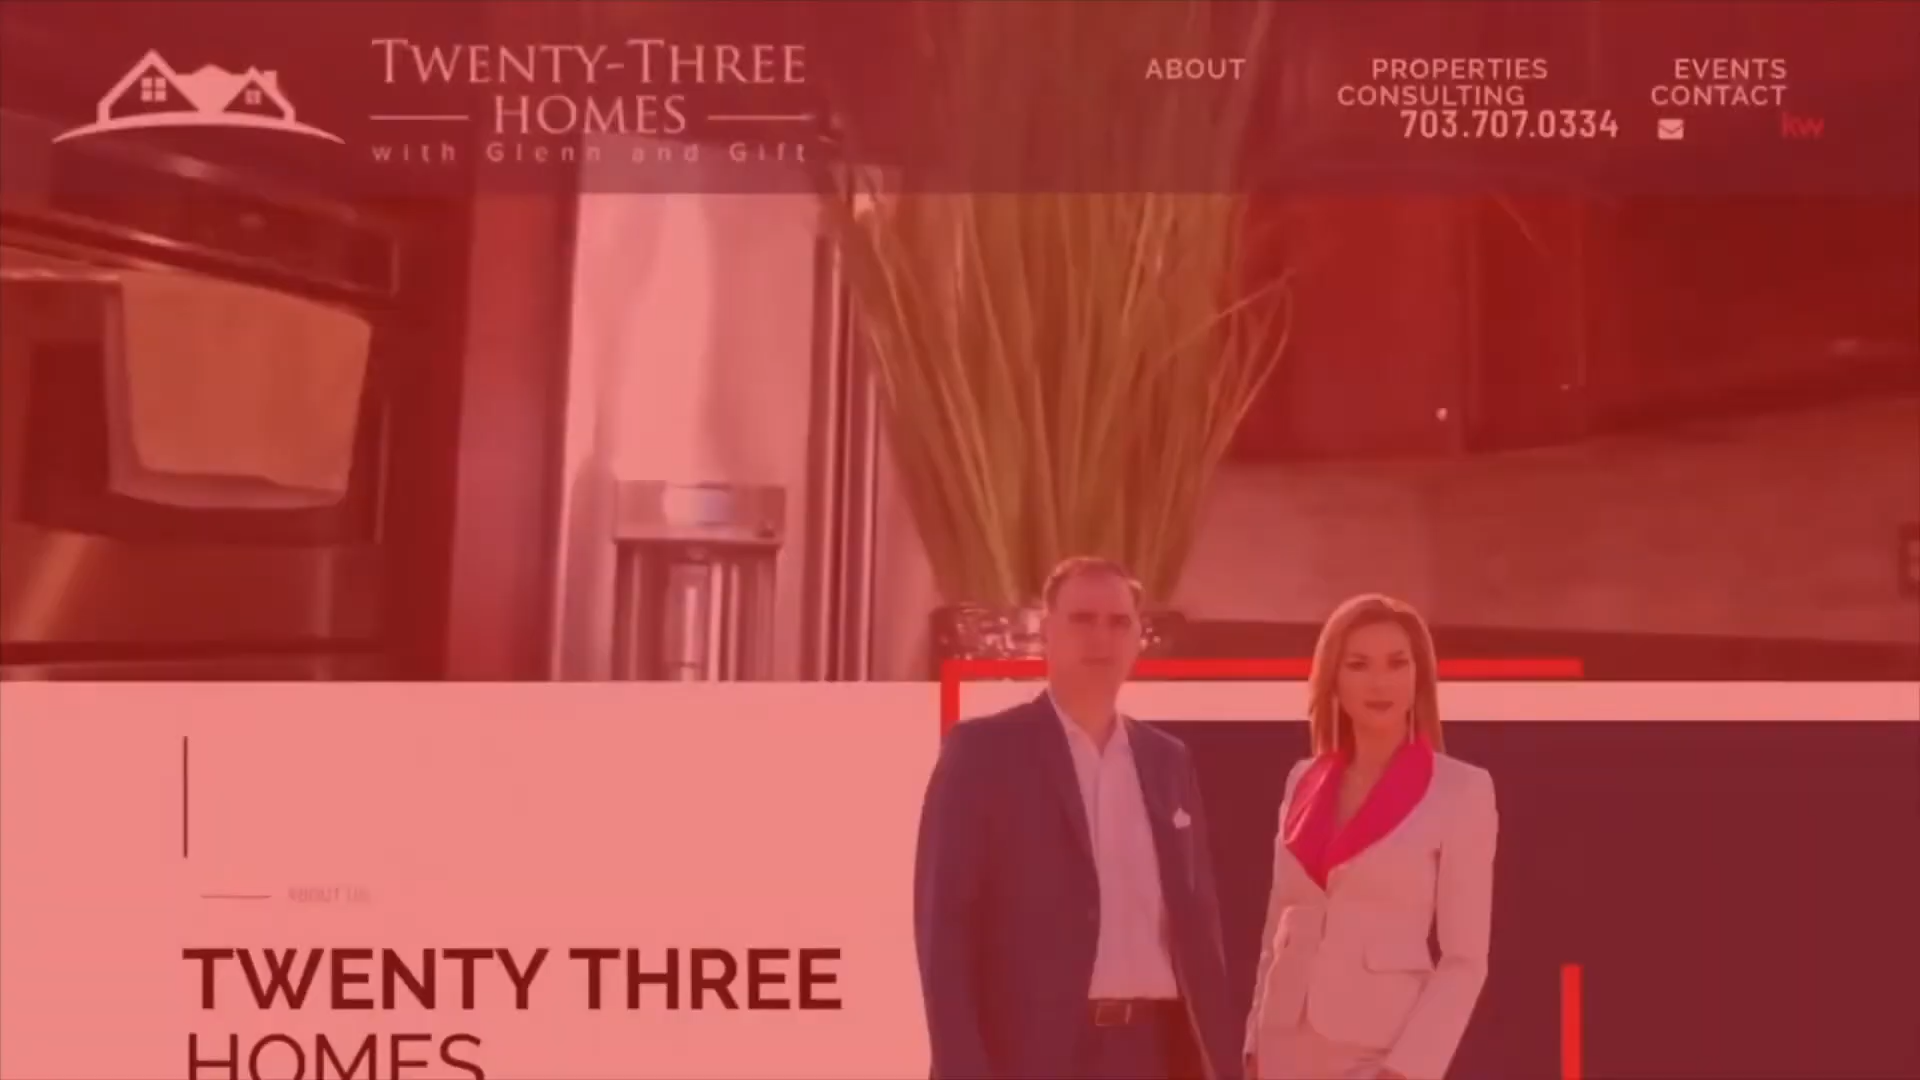 TWENTY-THREE
HOMES
with Glenn and Gift
ABOUT
PROPERTIES
EVENTS
CONSULTING
CONTACT
703.707.0334
kw
ABOUT US
TWENTY THREE
HOMES